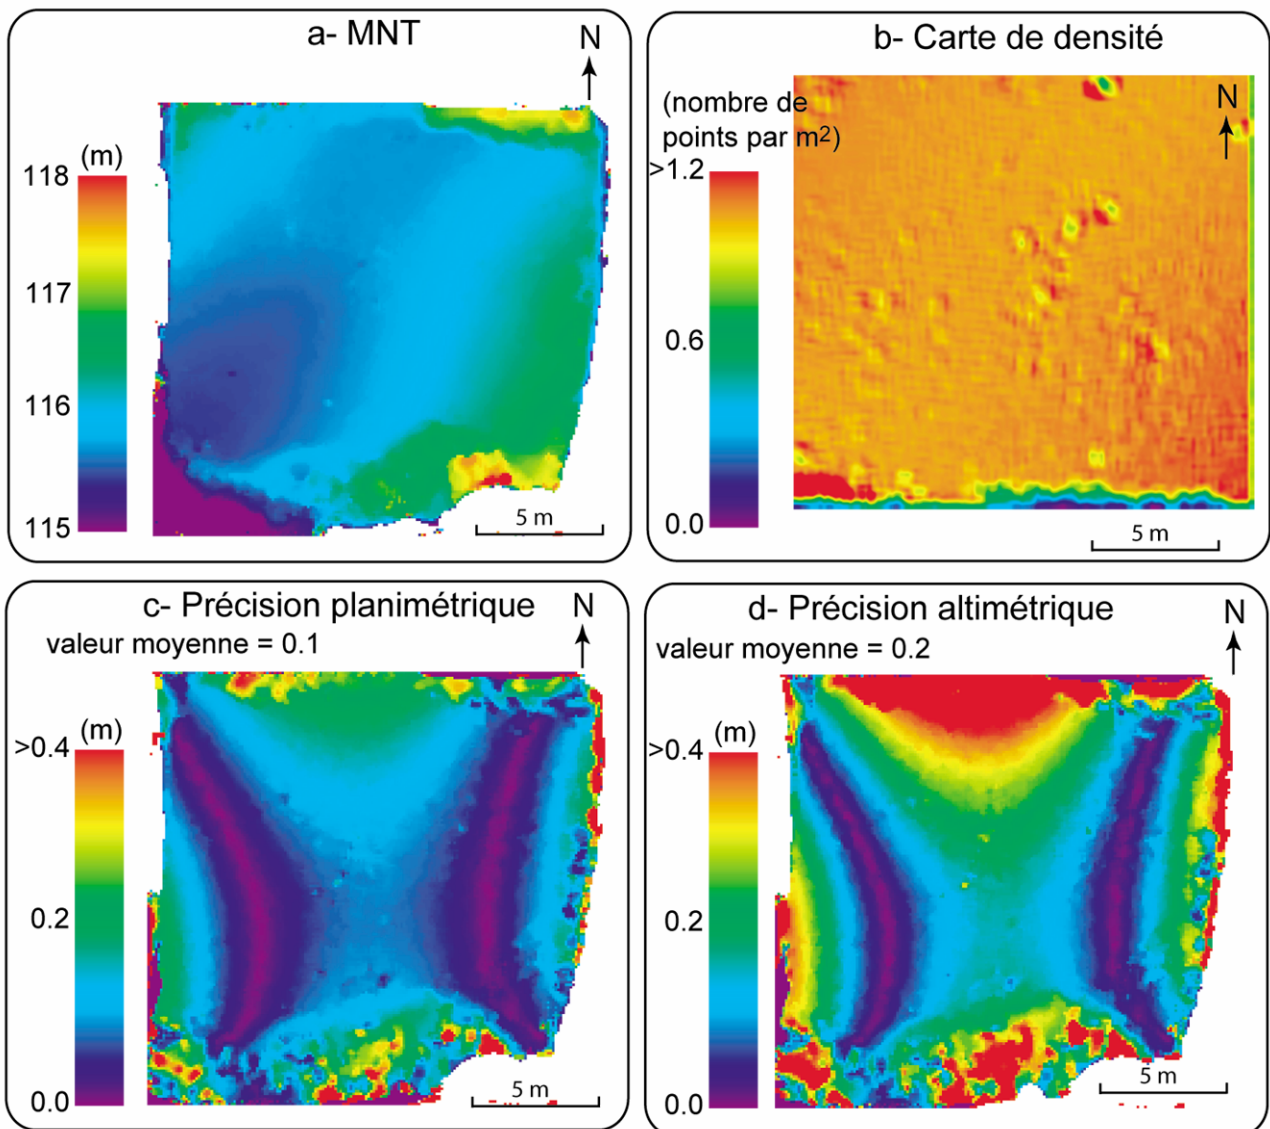 a- MNT
N
(m)
118
117
116
115
5 m
b- Carte de densité
(nombre de
points par m²)
N
>1.2
0.6
0.0
5 m
c- Précision planimétrique
N
valeur moyenne = 0.1
(m)
>0.4
0.2
0.0
5 m
d- Précision altimétrique
N
valeur moyenne = 0.2
(m)
>0.4
0.2
0.0
5 m